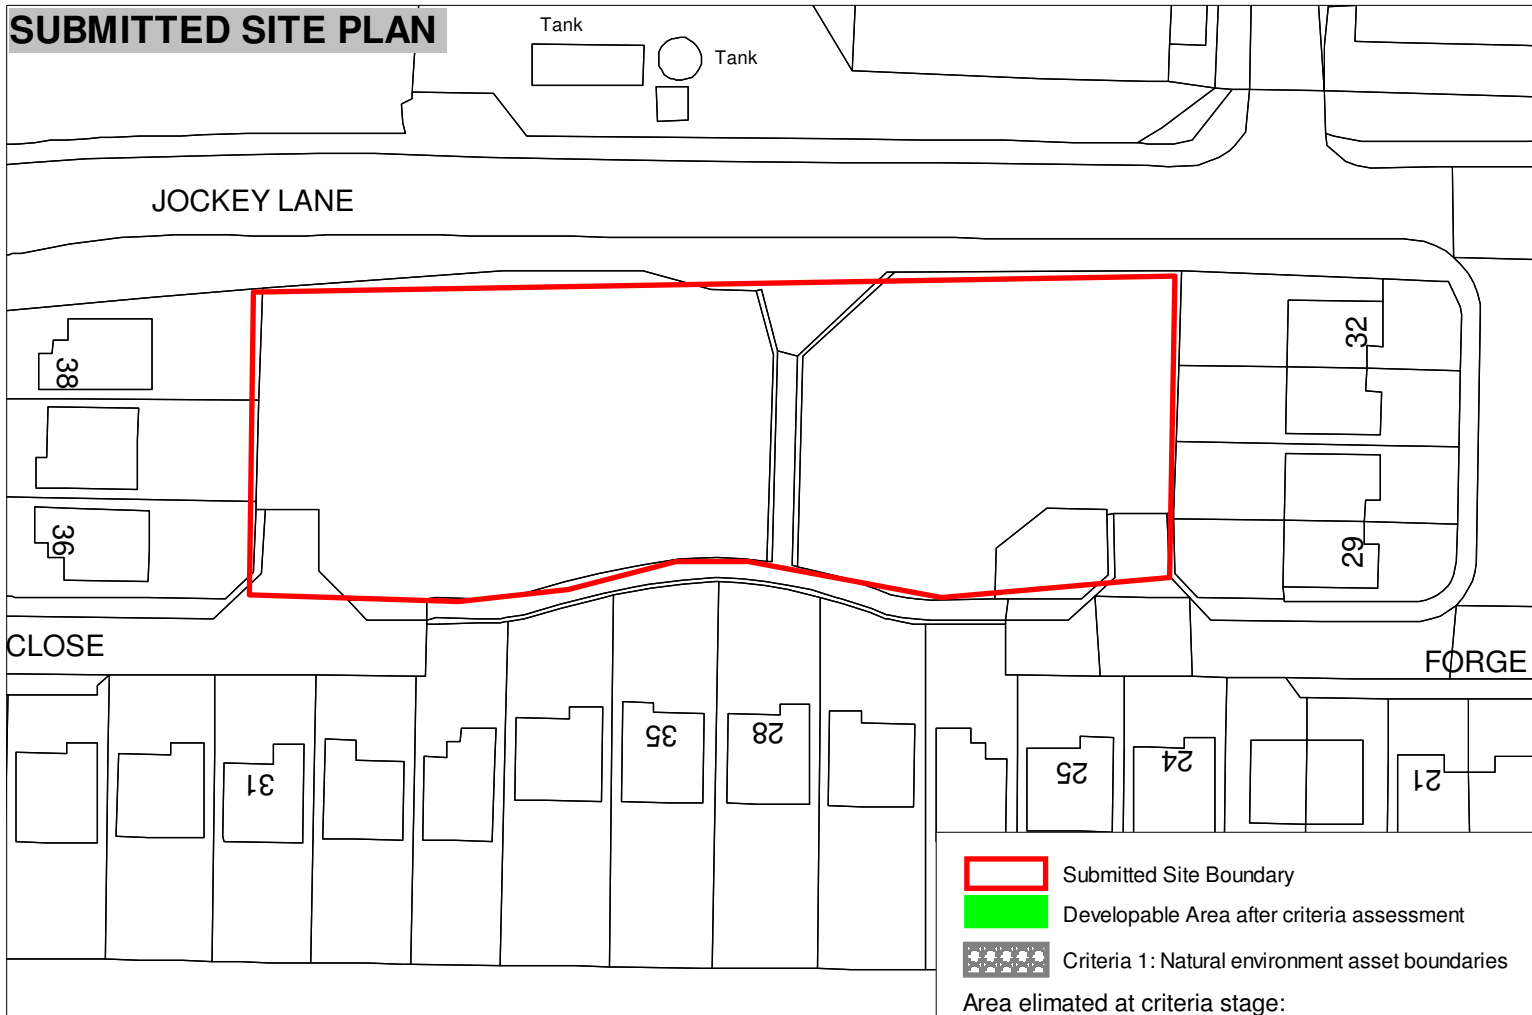 SUBMITTED SITE PLAN
Tank
Tank
JOCKEY LANE
38
32
36
29
CLOSE
FORGE
35
28
31
25
24
21
Submitted Site Boundary
Developable Area after criteria assessment
Criteria 1: Natural environment asset boundaries
Area elimated at criteria stage: